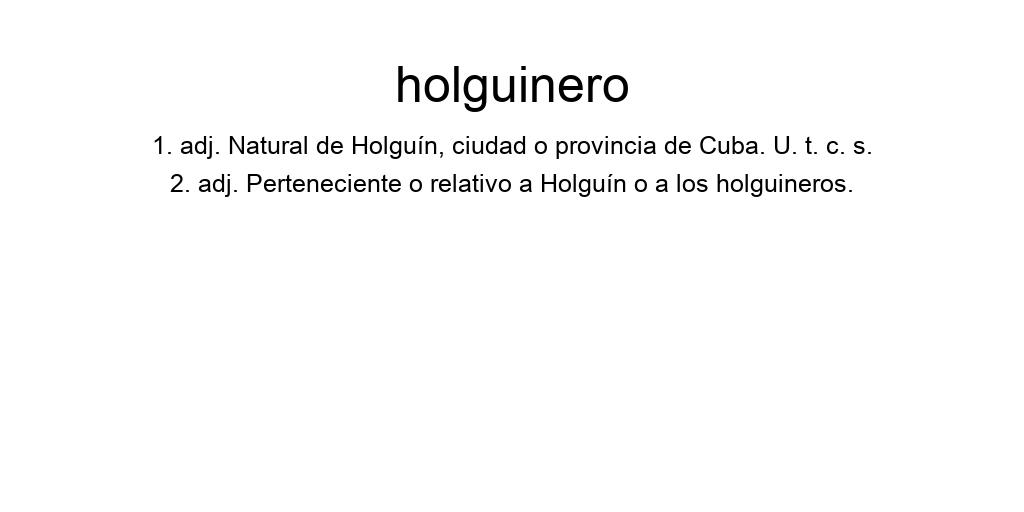 holguinero
1. adj. Natural de Holguín, ciudad o provincia de Cuba. U. t. c. s.
2. adj. Perteneciente o relativo a Holguín o a los holguineros.